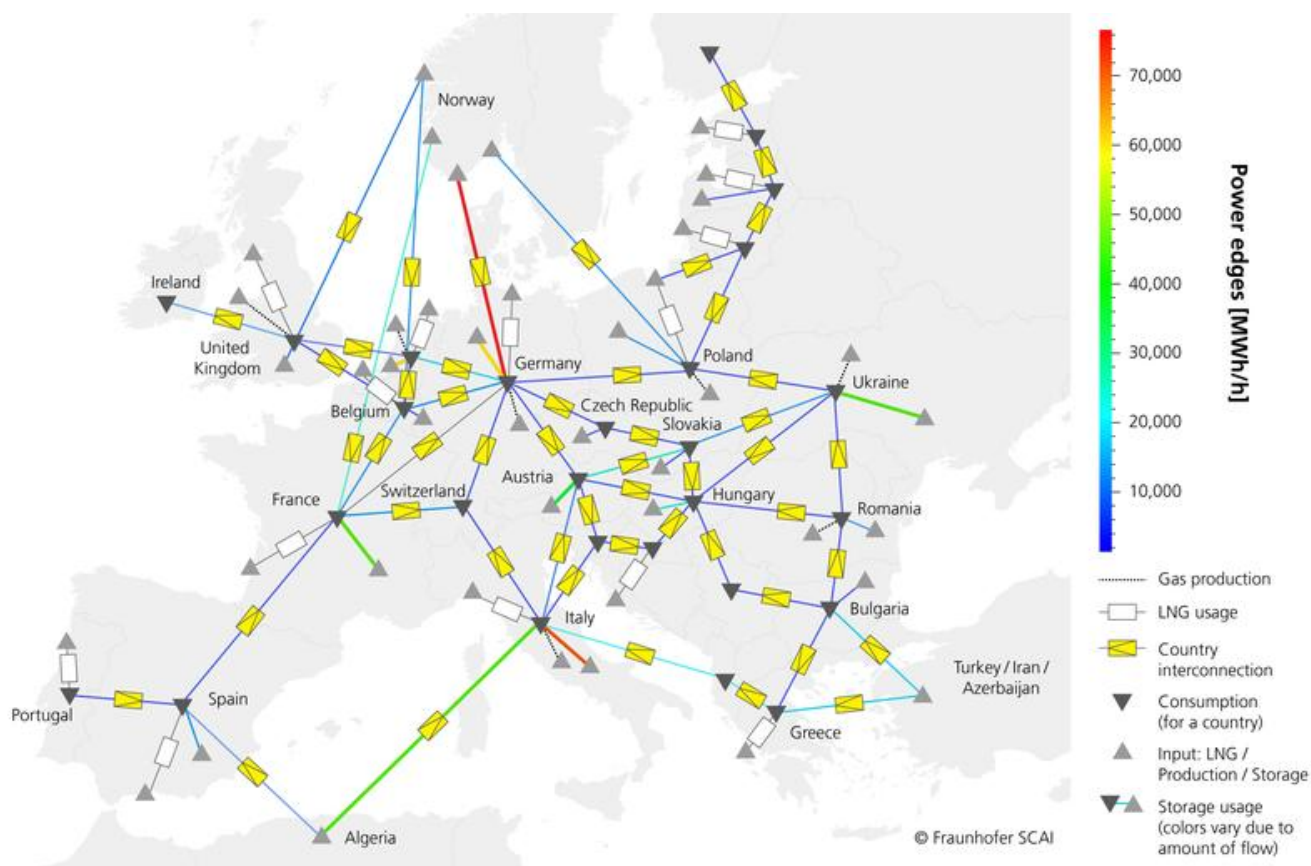 Norway
Ireland
United
Kingdom
Germany
Poland
Ukraine
Belgium
Czech Republic
Slovakia
Austria
France
Switzerland
Hungary
Romania
Italy
Bulgaria
Turkey / Iran /
Azerbaijan
Portugal
Spain
Greece
Algeria
© Fraunhofer SCAI
70,000
60,000
50,000
40,000
30,000
20,000
10,000
Power edges [MWh/h]
Gas production
LNG usage
Country
interconnection
Consumption
(for a country)
Input: LNG /
Production / Storage
Storage usage
(colors vary due to
amount of flow)